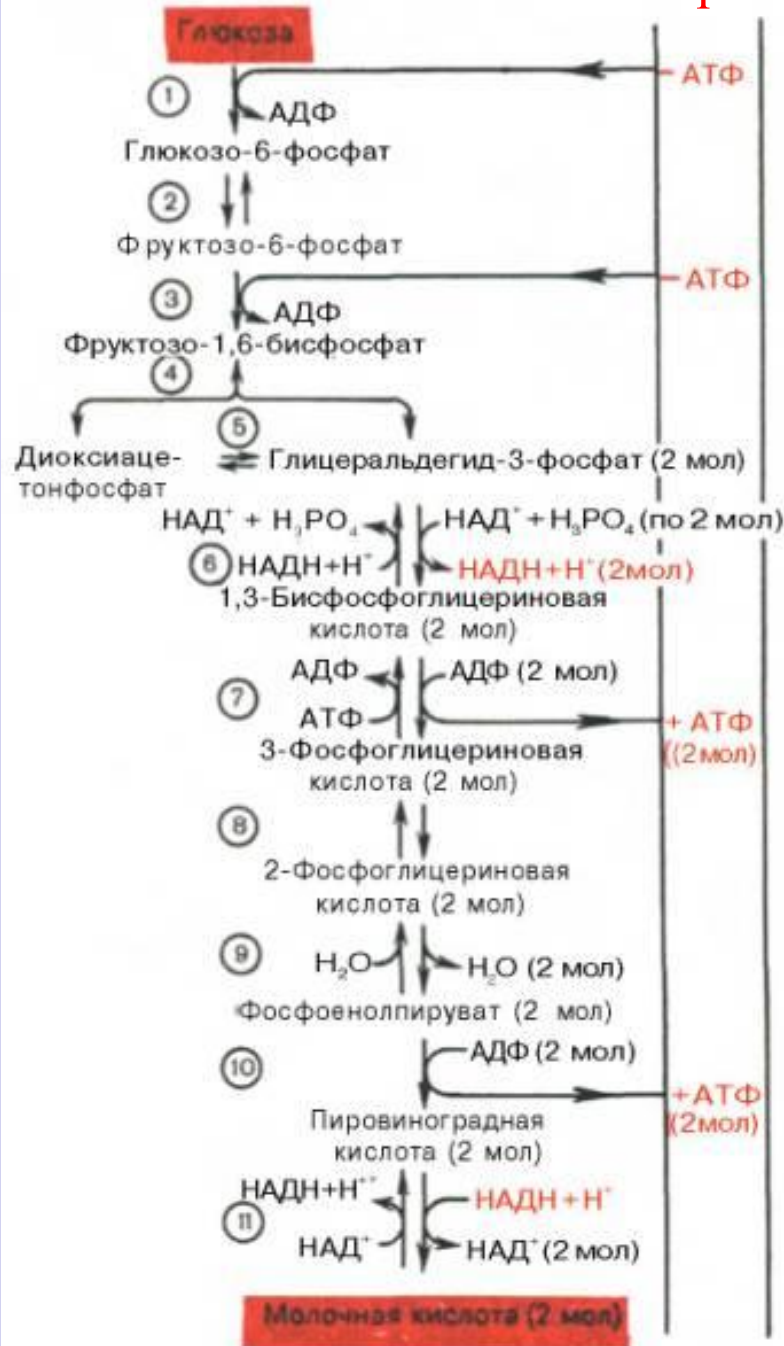 Глюкоза
АТФ
①
АДФ
Глюкозо-6-фосфат
②
Фруктозо-6-фосфат
АТФ
③
АДФ
Фруктозо-1,6-бисфосфат
④
⑤
Диоксиаце-
тонфосфат
Глицеральдегид-3-фосфат (2 мол)
НАД⁺ + H₃PO₄
НАД⁺ + H₃PO₄ (по 2 мол)
⑥
НАДН+Н⁺
НАДН+Н⁺ (2мол)
1,3-Бисфосфоглицериновая
кислота (2 мол)
АДФ
АДФ (2 мол)
⑦
АТФ
+ АТФ
((2мол)
3-Фосфоглицериновая
кислота (2 мол)
⑧
2-Фосфоглицериновая
кислота (2 мол)
⑨
H₂O
H₂O (2 мол)
Фосфоенолпируват (2 мол)
АДФ (2 мол)
⑩
+АТФ
(2мол)
Пировиноградная
кислота (2 мол)
НАДН+Н⁺
НАДН+Н⁺
⑪
НАД⁺
НАД⁺ (2 мол)
Молочная кислота (2 мол)